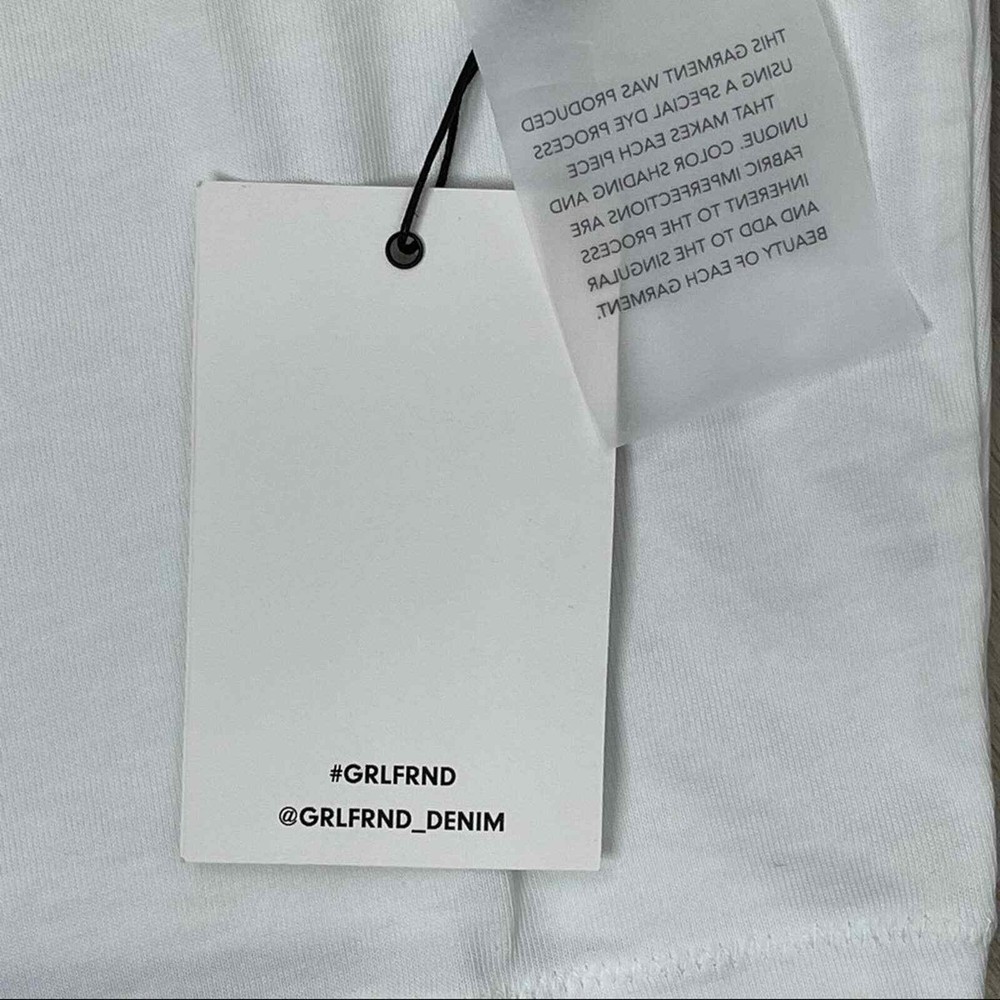 THIS GARMENT WAS PRODUCED
USING A SPECIAL DYE PROCESS
THAT MAKES EACH PIECE
UNIQUE. COLOR SHADING AND
FABRIC IMPERFECTIONS ARE
INHERENT TO THE PROCESS
AND ADD TO THE SINGULAR
BEAUTY OF EACH GARMENT.
#GRLFRND
@GRLFRND_DENIM